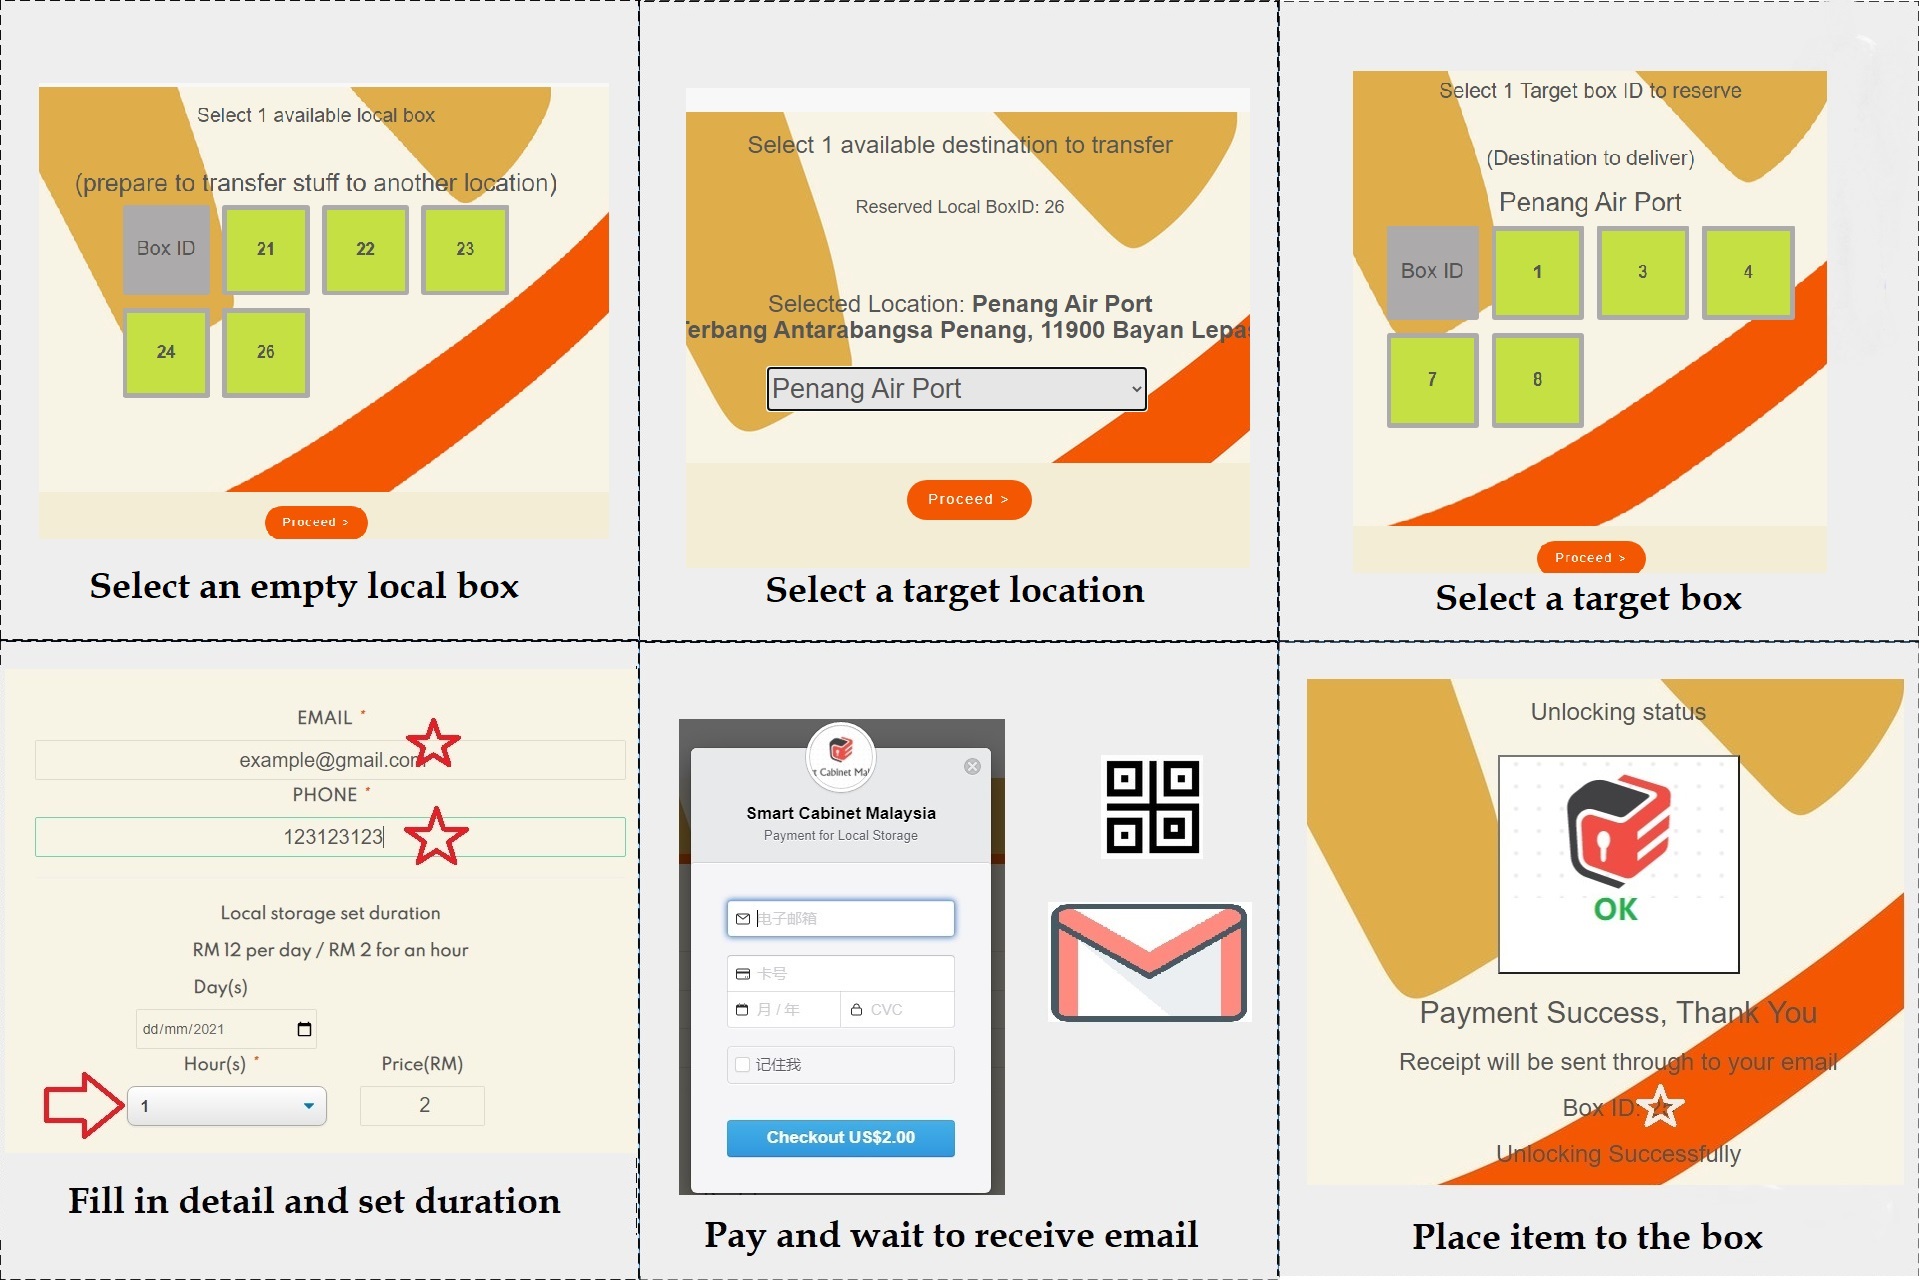 Select 1 available local box
(prepare to transfer stuff to another location)
Box ID
21
22
23
24
26
Proceed >
Select an empty local box
Select 1 available destination to transfer
Reserved Local BoxID: 26
Selected Location: Penang Air Port
Terbang Antarabangsa Penang, 11900 Bayan Lepas
Penang Air Port
Proceed >
Select a target location
Select 1 Target box ID to reserve
(Destination to deliver)
Penang Air Port
Box ID
1
3
4
7
8
Proceed >
Select a target box
EMAIL *
example@gmail.com
PHONE *
123123123
Local storage set duration
RM 12 per day / RM 2 for an hour
Day(s)
dd/mm/2021
Hour(s) *
Price(RM)
1
2
Fill in detail and set duration
t Cabinet Mal
Smart Cabinet Malaysia
Payment for Local Storage
电子邮箱
卡号
月 / 年
CVC
记住我
Checkout US$2.00
Pay and wait to receive email
Unlocking status
OK
Payment Success, Thank You
Receipt will be sent through to your email
Box ID:
Unlocking Successfully
Place item to the box